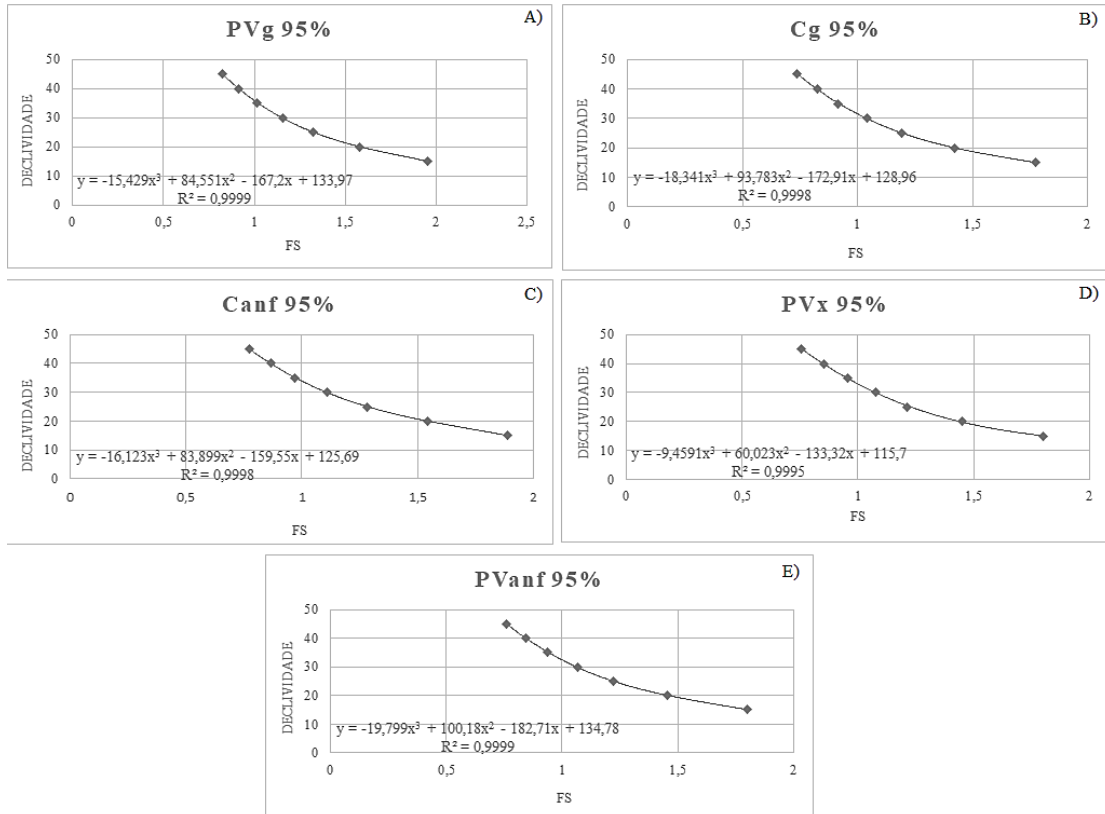 A)
PVg 95%
DECLIVIDADE
50
40
30
20
10
0
y = -15,429x³ + 84,551x² - 167,2x + 133,97
R² = 0,9999
0 0,5 1 1,5 2 2,5
FS
B)
Cg 95%
DECLIVIDADE
50
40
30
20
10
0
y = -18,341x³ + 93,783x² - 172,91x + 128,96
R² = 0,9998
0 0,5 1 1,5 2
FS
C)
Canf 95%
DECLIVIDADE
50
40
30
20
10
0
y = -16,123x³ + 83,899x² - 159,55x + 125,69
R² = 0,9998
0 0,5 1 1,5 2
FS
D)
PVx 95%
DECLIVIDADE
50
40
30
20
10
0
y = -9,4591x³ + 60,023x² - 133,32x + 115,7
R² = 0,9995
0 0,5 1 1,5 2
FS
E)
PVanf 95%
DECLIVIDADE
50
40
30
20
10
0
y = -19,799x³ + 100,18x² - 182,71x + 134,78
R² = 0,9999
0 0,5 1 1,5 2
FS